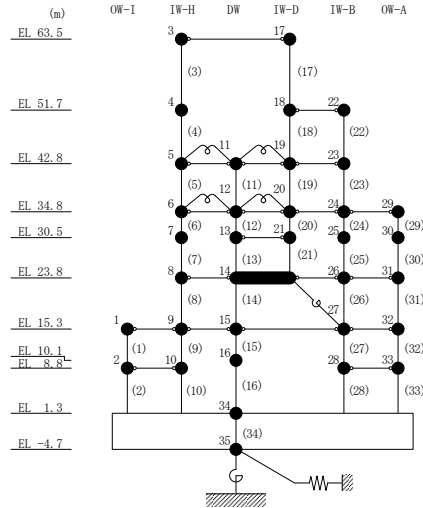 (m) OW-I IW-H DW IW-D IW-B OW-A
EL 63.5 3 17
(3) (17)
EL 51.7 4 18 22
(4) 11 (18) (22)
EL 42.8 5 19 23
(5) 12 (11) 20 (19) (23)
EL 34.8 6 24 29
(6) (12) (20) (24) (29)
EL 30.5 7 13 21 25 30
(7) (13) (21) (25) (30)
EL 23.8 8 14 26 31
(8) (14) (26) (31)
27
EL 15.3 1 9 15 32
(1) (9) (15) (27) (32)
EL 10.1 16
EL 8.8 2 10 28 33
(2) (10) (16) (28) (33)
EL 1.3 34
(34)
EL -4.7 35